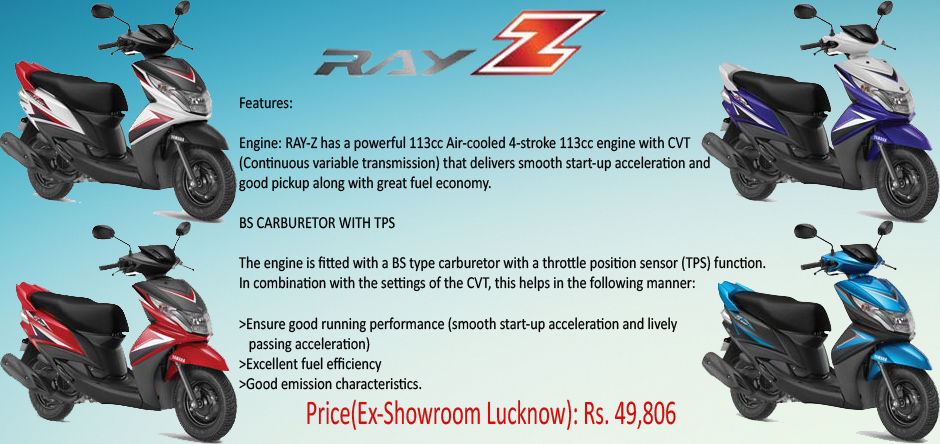 RAY Z
Features:
Engine: RAY-Z has a powerful 113cc Air-cooled 4-stroke 113cc engine with CVT
(Continuous variable transmission) that delivers smooth start-up acceleration and
good pickup along with great fuel economy.
BS CARBURETOR WITH TPS
The engine is fitted with a BS type carburetor with a throttle position sensor (TPS) function.
In combination with the settings of the CVT, this helps in the following manner:
>Ensure good running performance (smooth start-up acceleration and lively
passing acceleration)
>Excellent fuel efficiency
>Good emission characteristics.
Price(Ex-Showroom Lucknow): Rs. 49,806
YAMAHA
YAMAHA
YAMAHA
YAMAHA